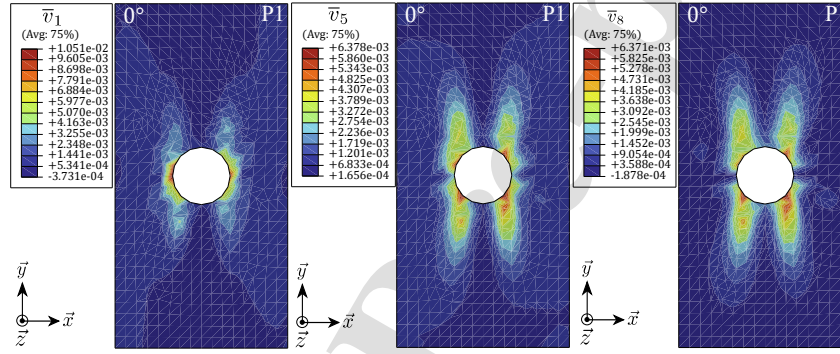 v̅₁
(Avg: 75%)
+1.051e-02
+9.605e-03
+8.698e-03
+7.791e-03
+6.884e-03
+5.977e-03
+5.070e-03
+4.163e-03
+3.255e-03
+2.348e-03
+1.441e-03
+5.341e-04
-3.731e-04
0°
P1
y⃗
z⃗
x⃗
v̅₅
(Avg: 75%)
+6.378e-03
+5.860e-03
+5.343e-03
+4.825e-03
+4.307e-03
+3.789e-03
+3.272e-03
+2.754e-03
+2.236e-03
+1.719e-03
+1.201e-03
+6.833e-04
+1.656e-04
0°
P1
y⃗
z⃗
x⃗
v̅₈
(Avg: 75%)
+6.371e-03
+5.825e-03
+5.278e-03
+4.731e-03
+4.185e-03
+3.638e-03
+3.092e-03
+2.545e-03
+1.999e-03
+1.452e-03
+9.054e-04
+3.588e-04
-1.878e-04
0°
P
y⃗
z⃗
x⃗